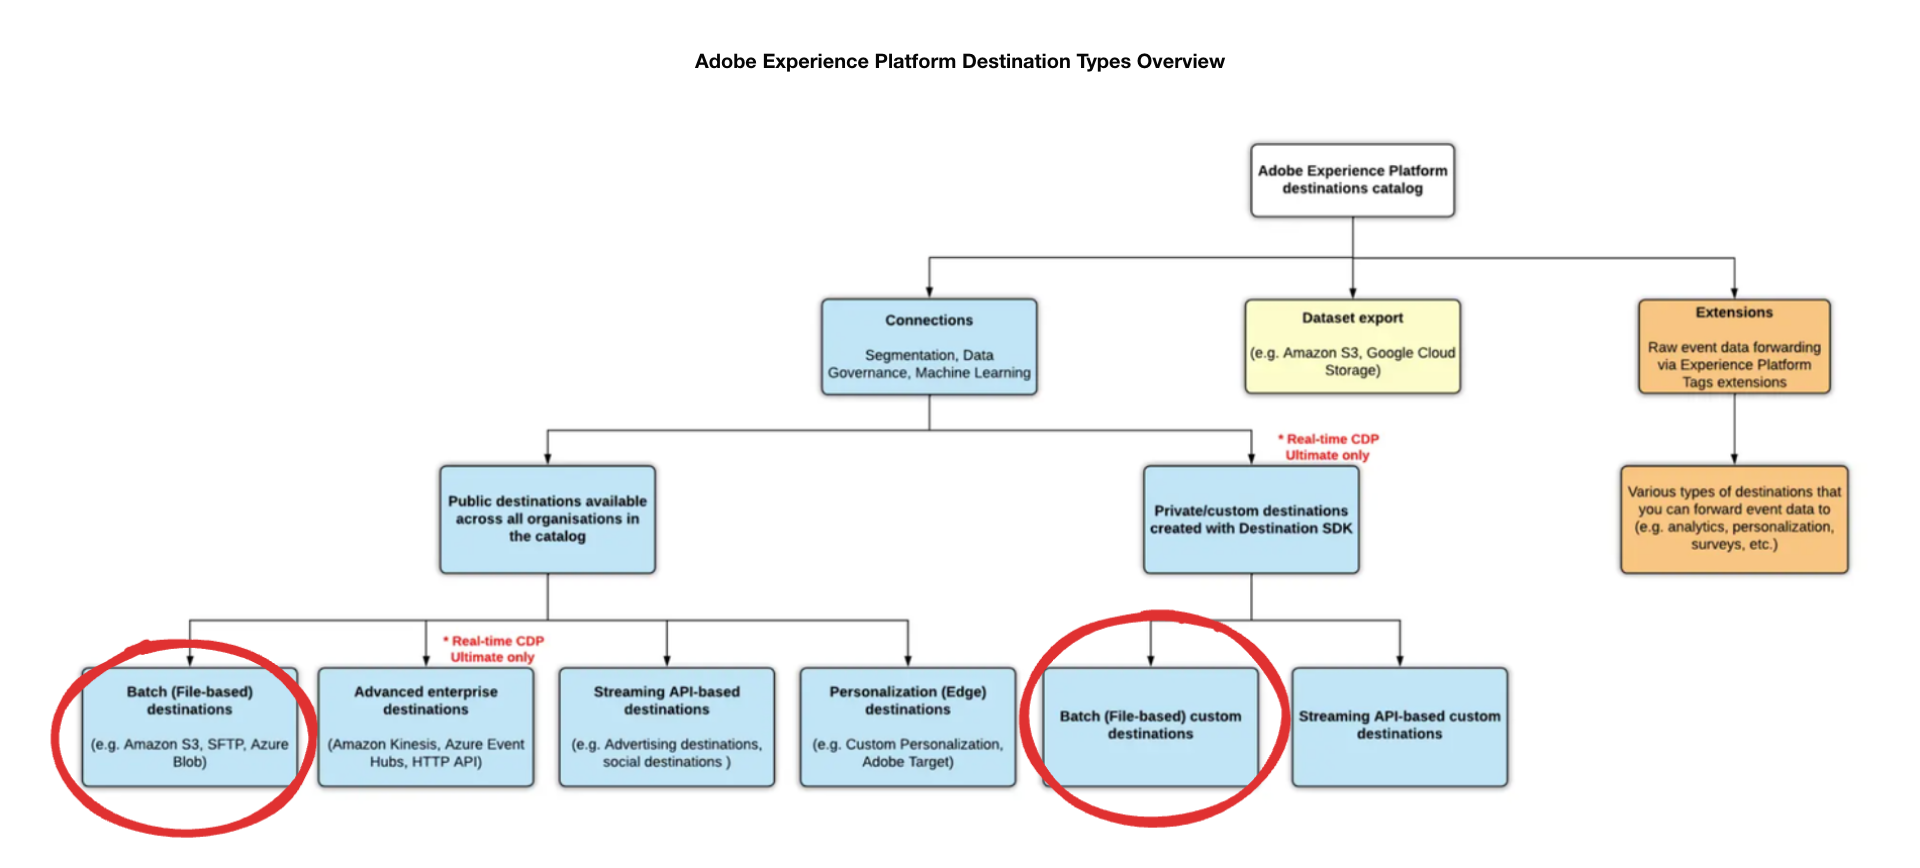 Adobe Experience Platform Destination Types Overview
Adobe Experience Platform
destinations catalog
Connections
Segmentation, Data
Governance, Machine Learning
Dataset export
(e.g. Amazon S3, Google Cloud
Storage)
Extensions
Raw event data forwarding
via Experience Platform
Tags extensions
* Real-time CDP
Ultimate only
Public destinations available
across all organisations in
the catalog
Private/custom destinations
created with Destination SDK
Various types of destinations that
you can forward event data to
(e.g. analytics, personalization,
surveys, etc.)
* Real-time CDP
Ultimate only
Batch (File-based)
destinations
(e.g. Amazon S3, SFTP, Azure
Blob)
Advanced enterprise
destinations
(Amazon Kinesis, Azure Event
Hubs, HTTP API)
Streaming API-based
destinations
(e.g. Advertising destinations,
social destinations )
Personalization (Edge)
destinations
(e.g. Custom Personalization,
Adobe Target)
Batch (File-based) custom
destinations
Streaming API-based custom
destinations